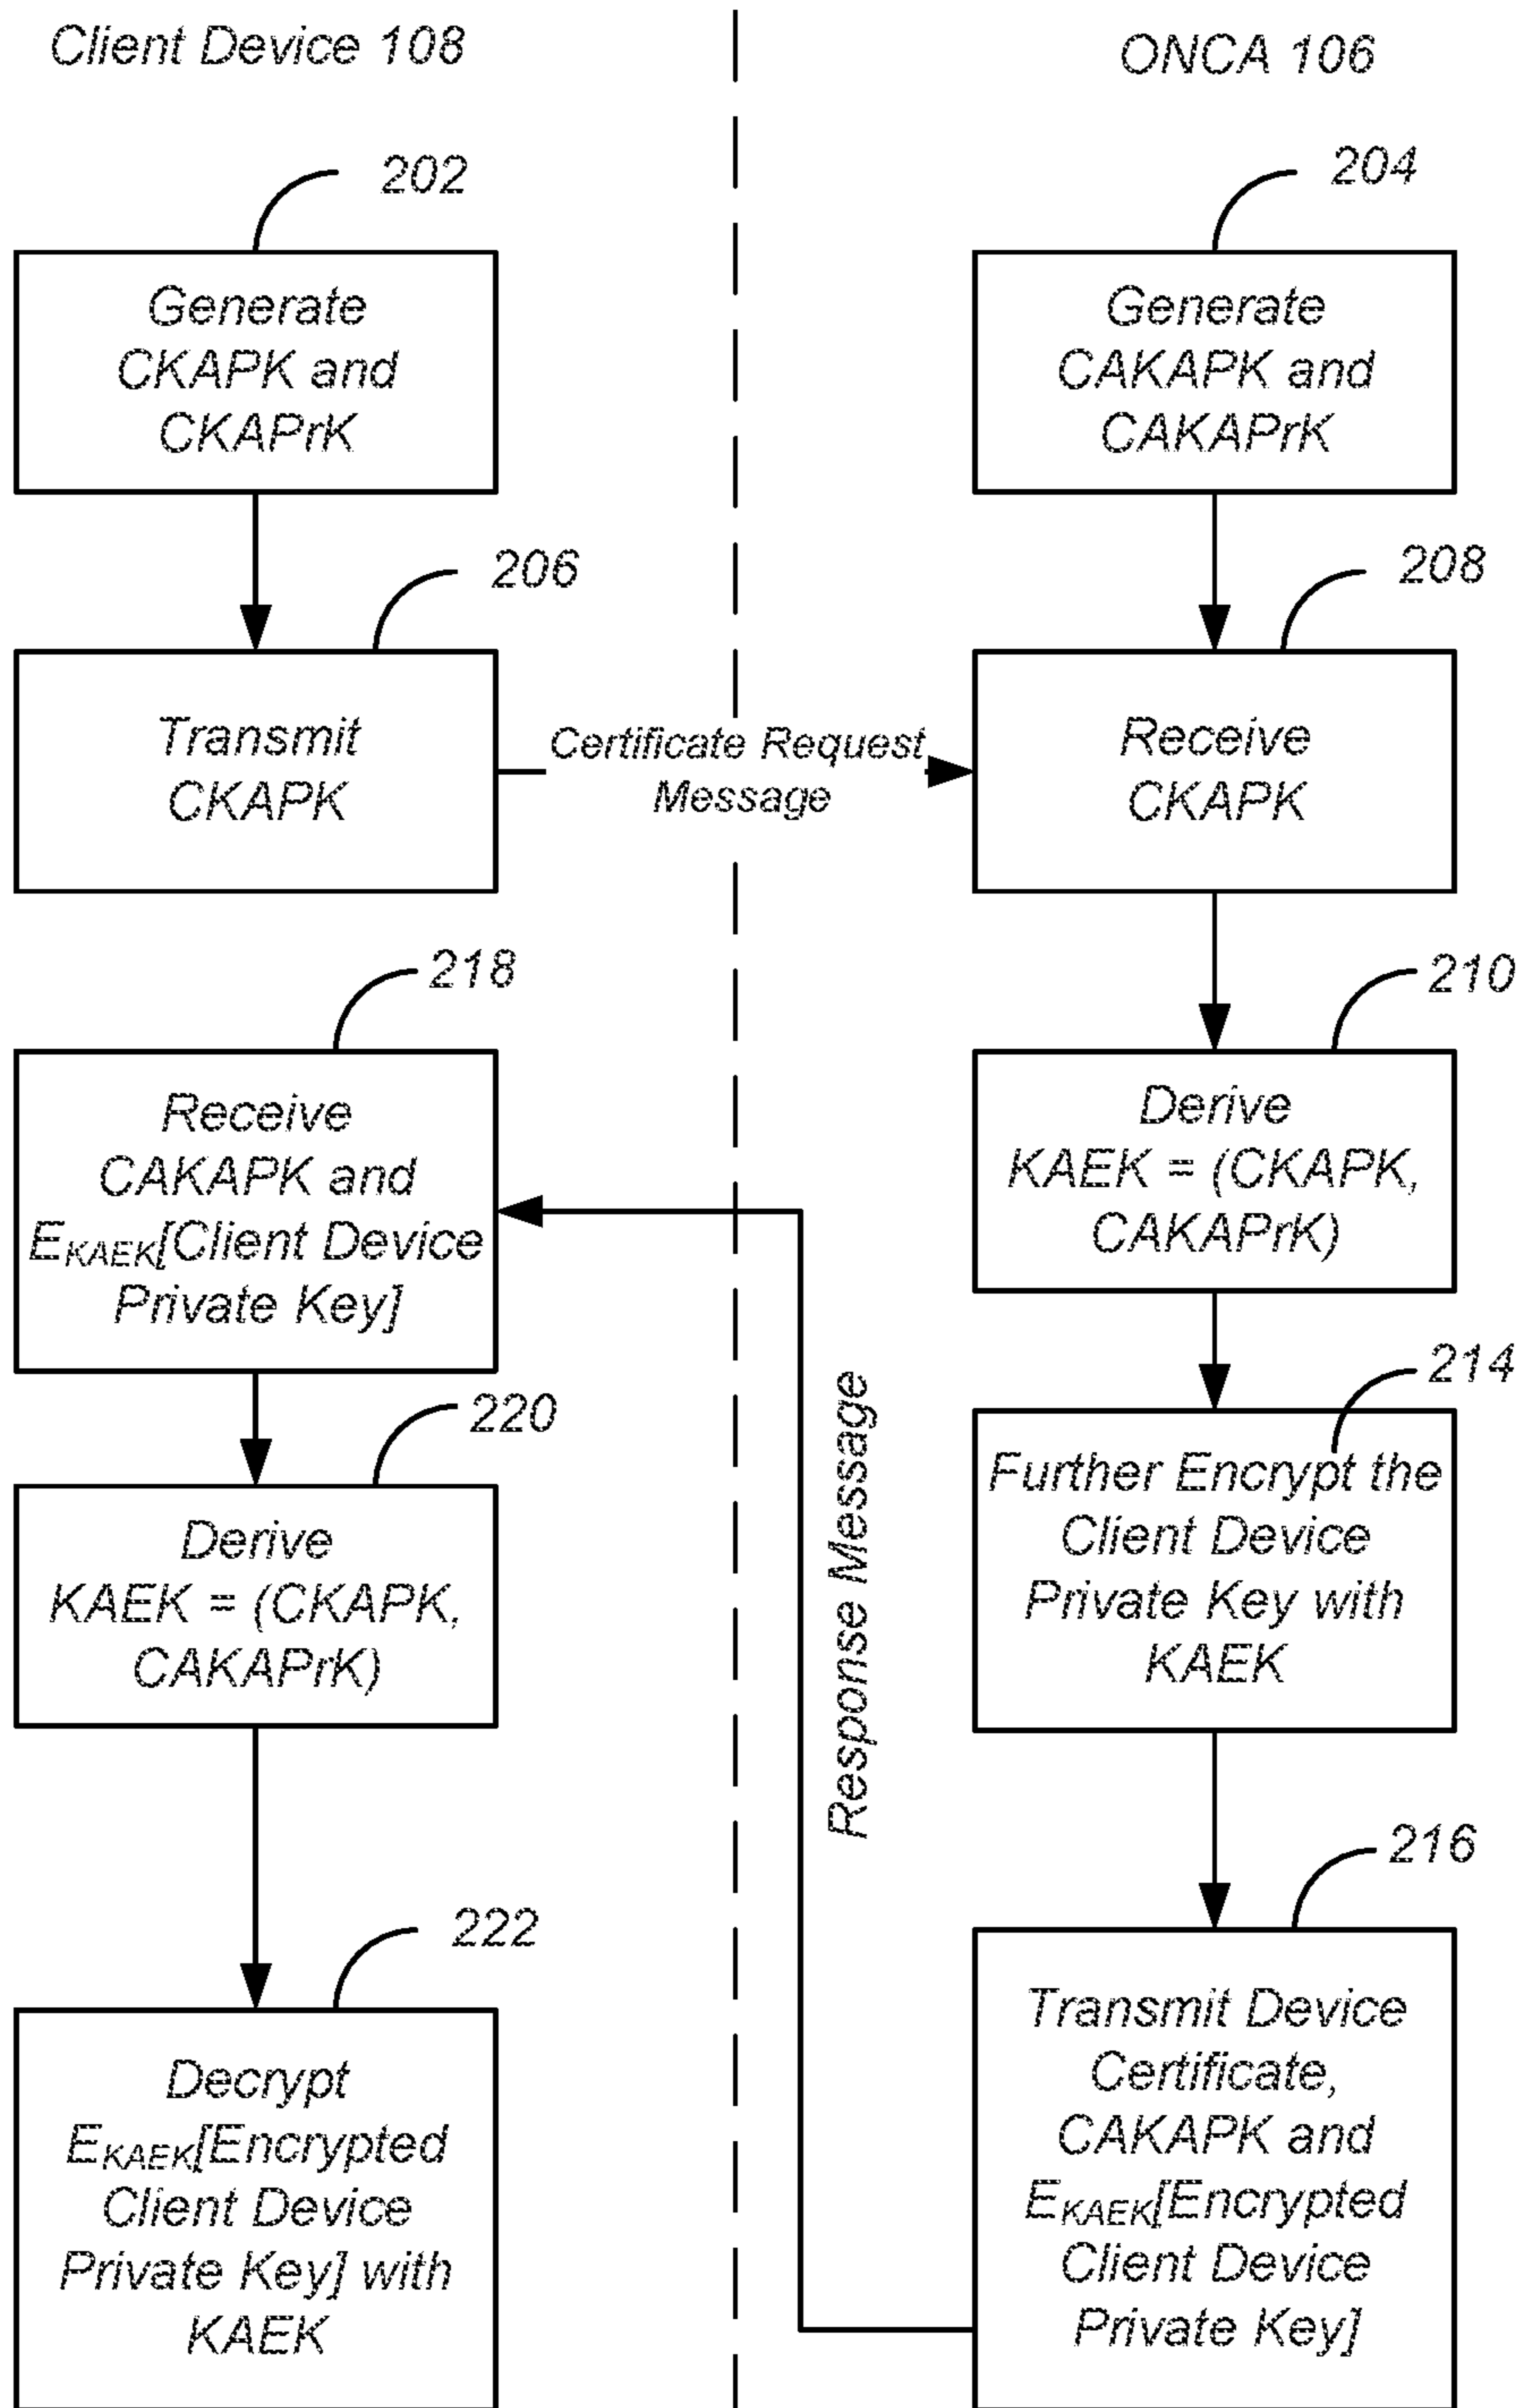 Client Device 108
ONCA 106
202
204
Generate
CKAPK and
CKAPrK
Generate
CAKAPK and
CAKAPrK
206
208
Transmit
CKAPK
Certificate Request
Message
Receive
CKAPK
218
210
Receive
CAKAPK and
EKAEK[Client Device
Private Key]
Derive
KAEK = (CKAPK,
CAKAPrK)
214
220
Further Encrypt the
Client Device
Private Key with
KAEK
Derive
KAEK = (CKAPK,
CAKAPrK)
Response Message
216
222
Transmit Device
Certificate,
CAKAPK and
EKAEK[Encrypted
Client Device
Private Key]
Decrypt
EKAEK[Encrypted
Client Device
Private Key] with
KAEK